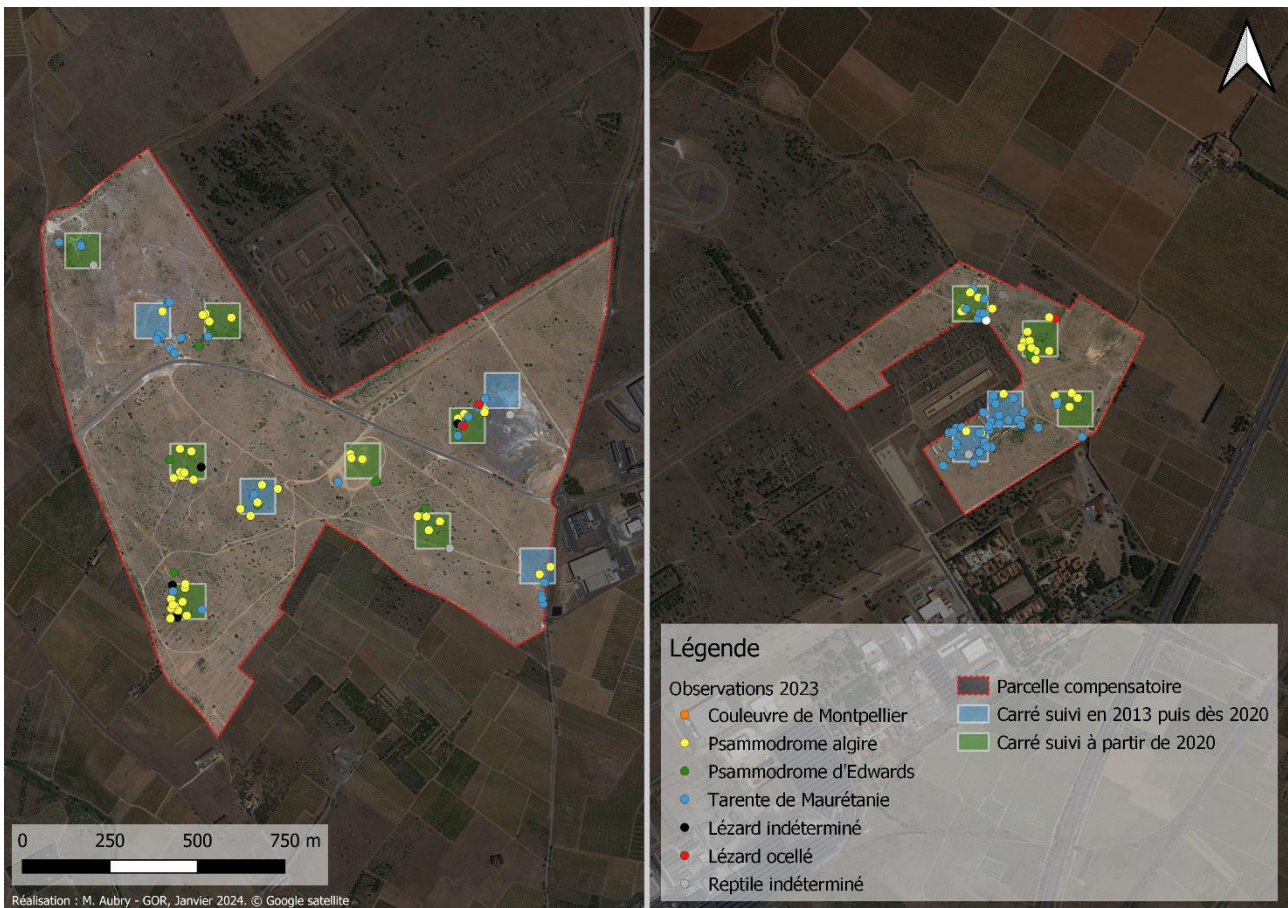 Légende
Observations 2023
Couleuvre de Montpellier
Psammodrome algire
Psammodrome d'Edwards
Tarente de Maurétanie
Lézard indéterminé
Lézard ocellé
Reptile indéterminé
Parcelle compensatoire
Carré suivi en 2013 puis dès 2020
Carré suivi à partir de 2020
0 250 500 750 m
Réalisation : M. Aubry - GOR, Janvier 2024. © Google satellite